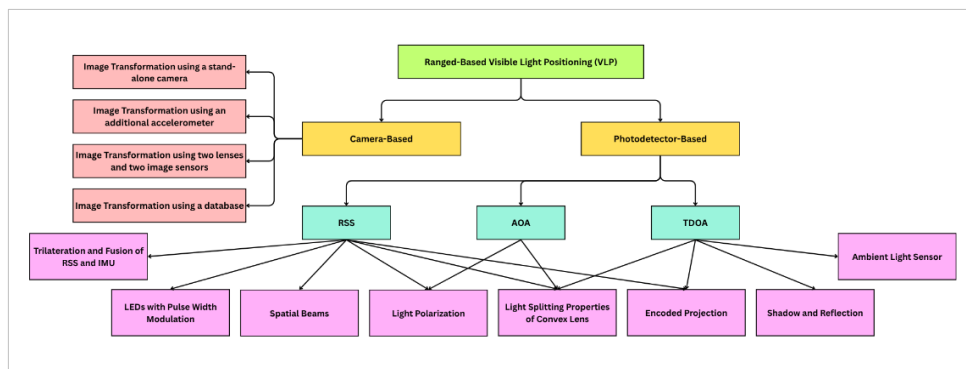 Ranged-Based Visible Light Positioning (VLP)
Image Transformation using a stand-
alone camera
Image Transformation using an
additional accelerometer
Image Transformation using two lenses
and two image sensors
Image Transformation using a database
Camera-Based
Photodetector-Based
RSS
AOA
TDOA
Trilateration and Fusion of
RSS and IMU
Ambient Light Sensor
LEDs with Pulse Width
Modulation
Spatial Beams
Light Polarization
Light Splitting Properties
of Convex Lens
Encoded Projection
Shadow and Reflection